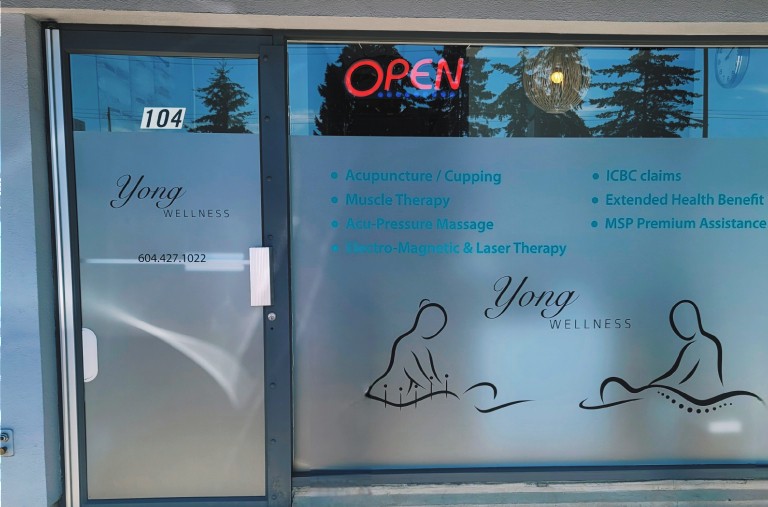 104
Yong
WELLNESS
604.427.1022
OPEN
• Acupuncture / Cupping
• Muscle Therapy
• Acu-Pressure Massage
• Electro-Magnetic & Laser Therapy
• ICBC claims
• Extended Health Benefit
• MSP Premium Assistance
Yong
WELLNESS